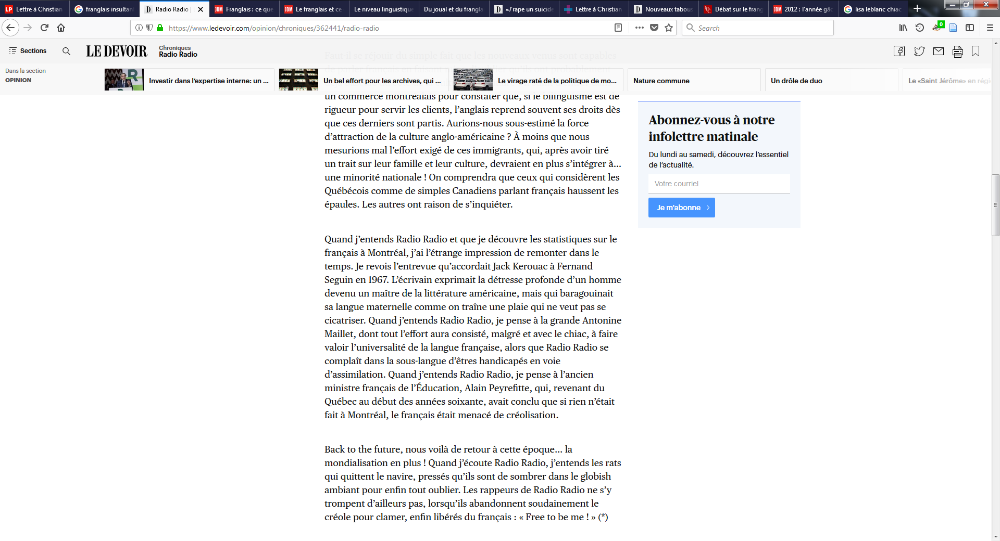 Lettre à Christian
franglais insultan
Radio Radio |
Franglais : ce que
Le franglais et ce
Le niveau linguistique
Du joual et du frangla
«J'rape un suicide
Lettre à Christian
Nouveaux tabous
Débat sur le frang
2012 : l'année gâc
lisa leblanc chiac
https://www.ledevoir.com/opinion/chroniques/362441/radio-radio
Search
0
Sections
LE DEVOIR
Chroniques
Radio Radio
Faut-il se réjouir du simple fait que les nouveaux venus sont capables
Dans la section
OPINION
Investir dans l'expertise interne: un ...
Un bel effort pour les archives, qui ...
Le virage raté de la politique de mo...
Nature commune
Un drôle de duo
Le «Saint Jérôme» en régi
un commerce montréalais pour constater que, si le bilinguisme est de
rigueur pour servir les clients, l'anglais reprend souvent ses droits dès
que ces derniers sont partis. Aurions-nous sous-estimé la force
d'attraction de la culture anglo-américaine ? À moins que nous
mesurions mal l'effort exigé de ces immigrants, qui, après avoir tiré
un trait sur leur famille et leur culture, devraient en plus s'intégrer à...
une minorité nationale ! On comprendra que ceux qui considèrent les
Québécois comme de simples Canadiens parlant français haussent les
épaules. Les autres ont raison de s'inquiéter.
Quand j'entends Radio Radio et que je découvre les statistiques sur le
français à Montréal, j'ai l'étrange impression de remonter dans le
temps. Je revois l'entrevue qu'accordait Jack Kerouac à Fernand
Seguin en 1967. L'écrivain exprimait la détresse profonde d'un homme
devenu un maître de la littérature américaine, mais qui baragouinait
sa langue maternelle comme on traîne une plaie qui ne veut pas se
cicatriser. Quand j'entends Radio Radio, je pense à la grande Antonine
Maillet, dont tout l'effort aura consisté, malgré et avec le chiac, à faire
valoir l'universalité de la langue française, alors que Radio Radio se
complaît dans la sous-langue d'êtres handicapés en voie
d'assimilation. Quand j'entends Radio Radio, je pense à l'ancien
ministre français de l'Éducation, Alain Peyrefitte, qui, revenant du
Québec au début des années soixante, avait conclu que si rien n'était
fait à Montréal, le français était menacé de créolisation.
Back to the future, nous voilà de retour à cette époque... la
mondialisation en plus ! Quand j'écoute Radio Radio, j'entends les rats
qui quittent le navire, pressés qu'ils sont de sombrer dans le globish
ambiant pour enfin tout oublier. Les rappeurs de Radio Radio ne s'y
trompent d'ailleurs pas, lorsqu'ils abandonnent soudainement le
créole pour clamer, enfin libérés du français : « Free to be me ! » (*)
Abonnez-vous à notre
infolettre matinale
Du lundi au samedi, découvrez l'essentiel
de l'actualité.
Votre courriel
Je m'abonne